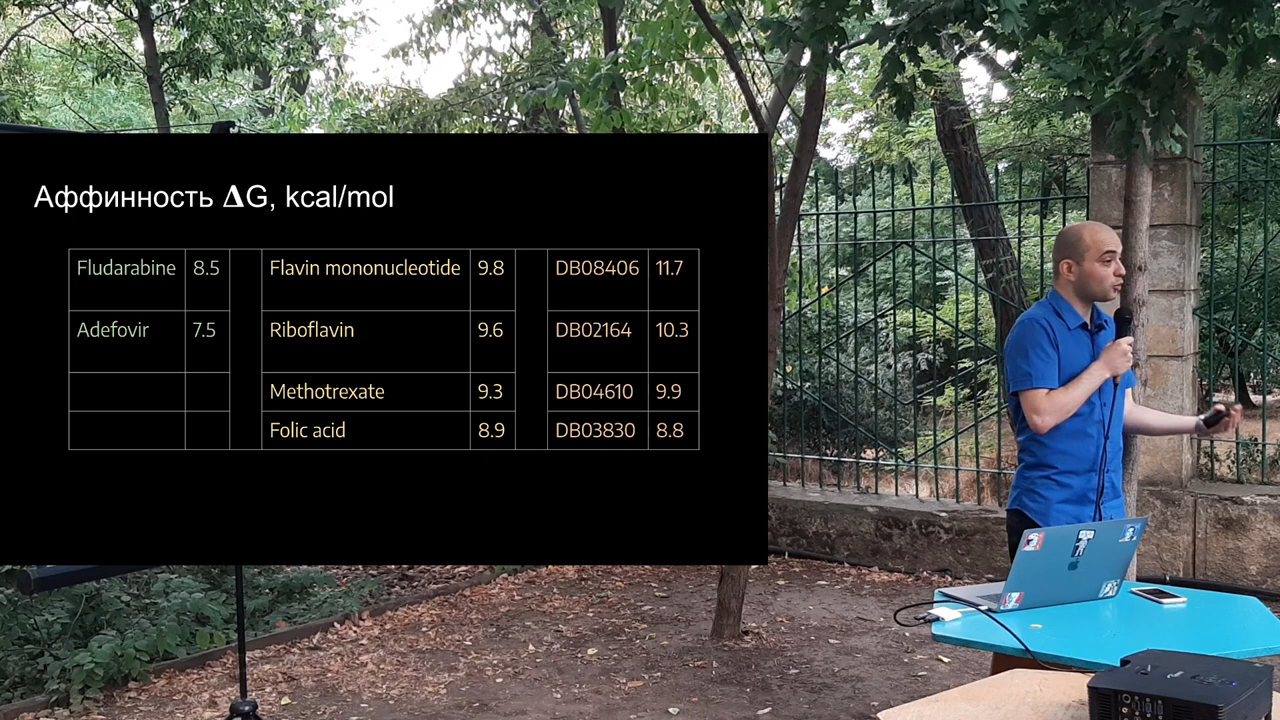 Аффинность ΔG, kcal/mol
Fludarabine 8.5 Flavin mononucleotide 9.8 DB08406 11.7
Adefovir 7.5 Riboflavin 9.6 DB02164 10.3
Methotrexate 9.3 DB04610 9.9
Folic acid 8.9 DB03830 8.8